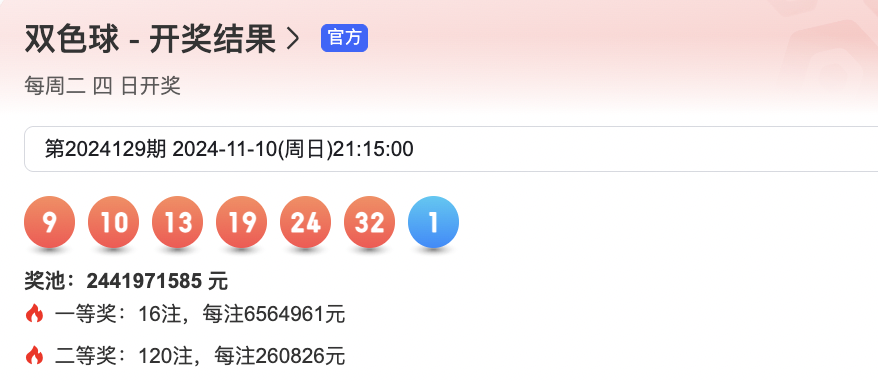 双色球 - 开奖结果 > 官方
每周二 四 日开奖
第2024129期 2024-11-10(周日)21:15:00
9 10 13 19 24 32 1
奖池：2441971585 元
一等奖：16注，每注6564961元
二等奖：120注，每注260826元